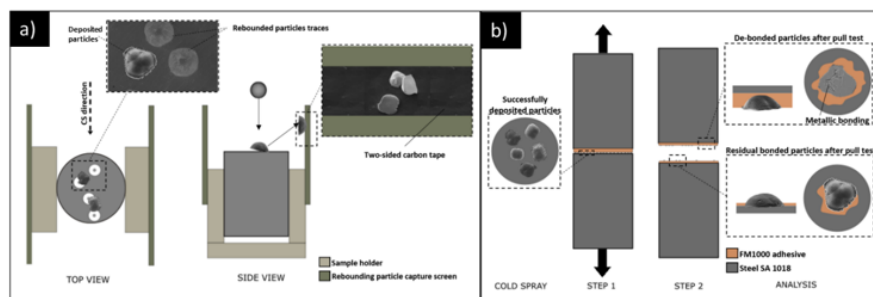 a)
Deposited
particles
Rebounded particles traces
CS direction
Two-sided carbon tape
Sample holder
Rebounding particle capture screen
TOP VIEW
SIDE VIEW
b)
De-bonded particles after pull test
Successfully
deposited particles
Metallic bonding
Residual bonded particles after pull test
FM1000 adhesive
Steel SA 1018
COLD SPRAY
STEP 1
STEP 2
ANALYSIS